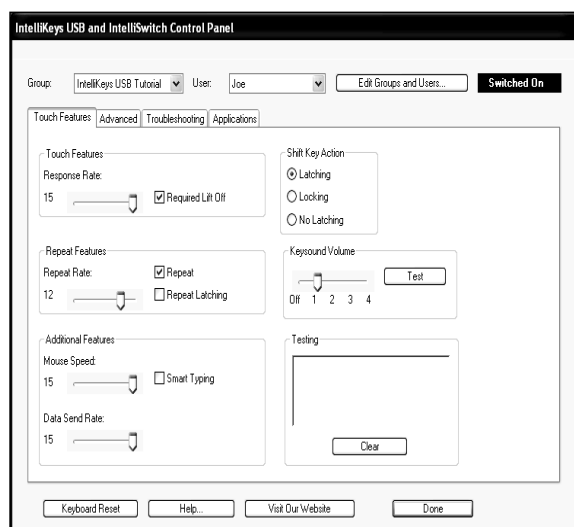 IntelliKeys USB and IntelliSwitch Control Panel
Group: IntelliKeys USB Tutorial User: Joe Edit Groups and Users... Switched On
Touch Features Advanced Troubleshooting Applications
Touch Features
Response Rate:
15 Required Lift Off
Shift Key Action
Latching
Locking
No Latching
Repeat Features
Repeat Rate: Repeat
12 Repeat Latching
Keysound Volume
Test
Off 1 2 3 4
Additional Features
Mouse Speed:
15 Smart Typing
Data Send Rate:
15
Testing
Clear
Keyboard Reset Help... Visit Our Website Done